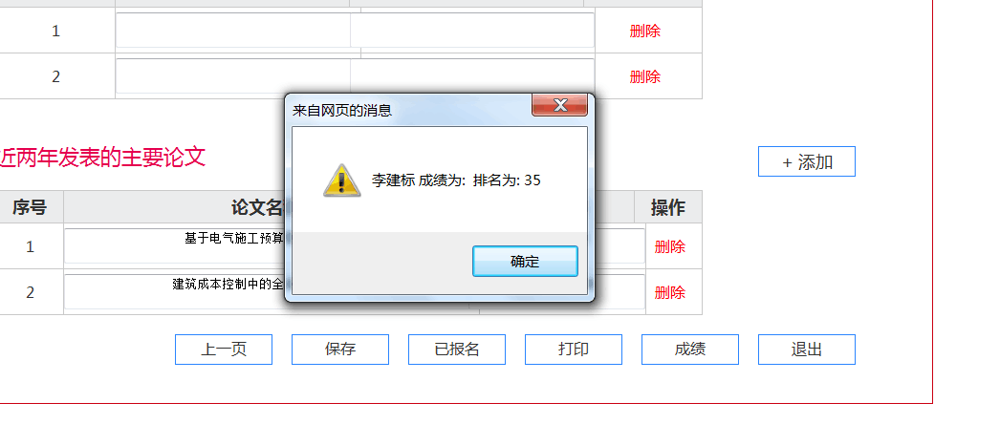 1 删除
2 删除
来自网页的消息
近两年发表的主要论文
+ 添加
李建标 成绩为: 排名为: 35
序号 论文名 操作
1 基于电气施工预算 删除
确定
2 建筑成本控制中的全 删除
上一页 保存 已报名 打印 成绩 退出